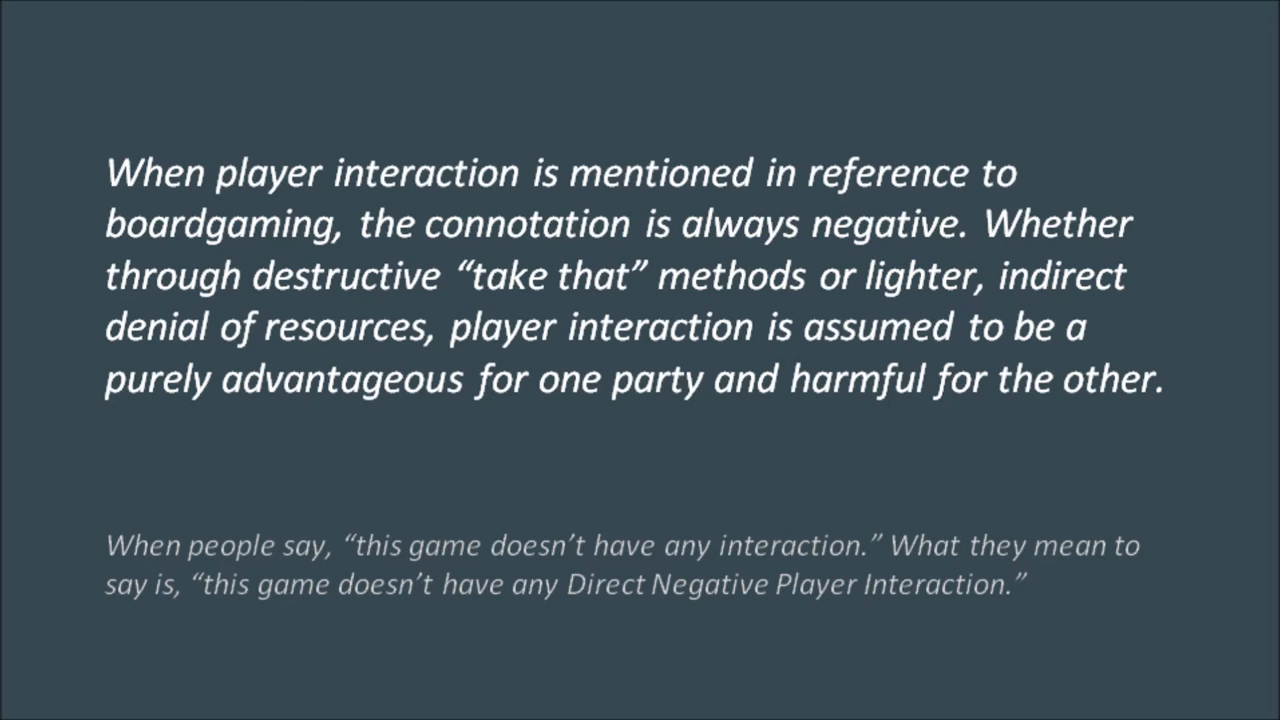 When player interaction is mentioned in reference to
boardgaming, the connotation is always negative. Whether
through destructive “take that” methods or lighter, indirect
denial of resources, player interaction is assumed to be a
purely advantageous for one party and harmful for the other.
When people say, “this game doesn’t have any interaction.” What they mean to
say is, “this game doesn’t have any Direct Negative Player Interaction.”